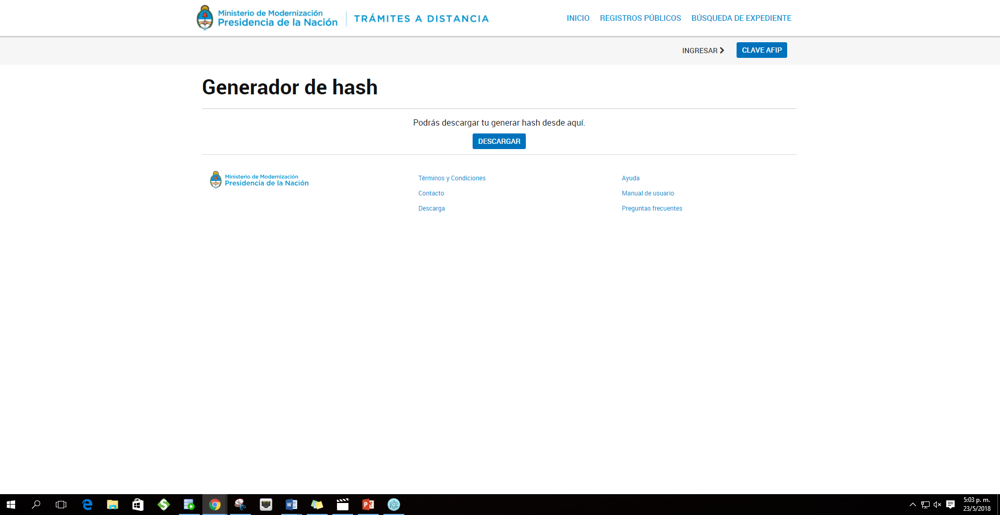 Ministerio de Modernización
Presidencia de la Nación
TRÁMITES A DISTANCIA
INICIO
REGISTROS PÚBLICOS
BÚSQUEDA DE EXPEDIENTE
INGRESAR
CLAVE AFIP
Generador de hash
Podrás descargar tu generar hash desde aquí.
DESCARGAR
Ministerio de Modernización
Presidencia de la Nación
Términos y Condiciones
Contacto
Descarga
Ayuda
Manual de usuario
Preguntas frecuentes
5:03 p. m.
23/5/2018